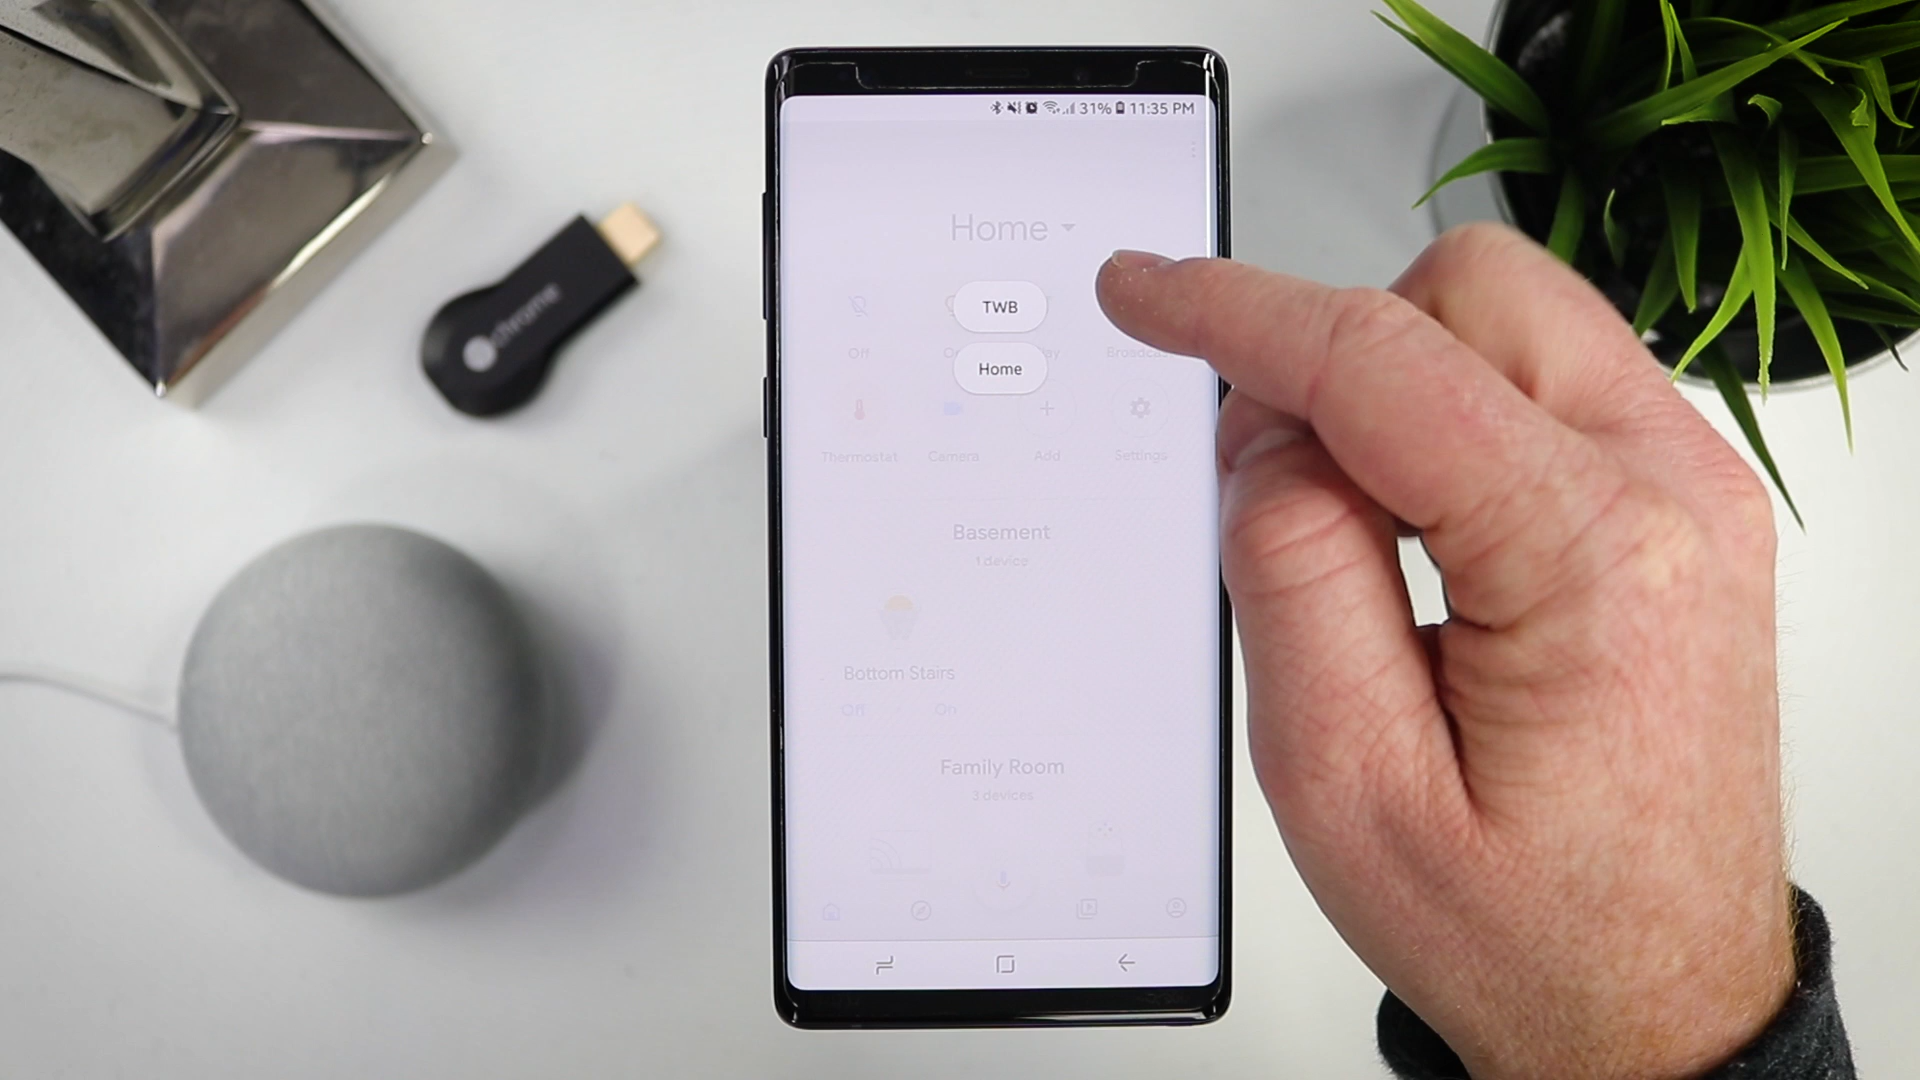 chrome
31% 11:35 PM
Home
TWB
Off
Broadcast
Home
Thermostat Camera Add Settings
Basement
1 device
Bottom Stairs
Off On
Family Room
3 devices